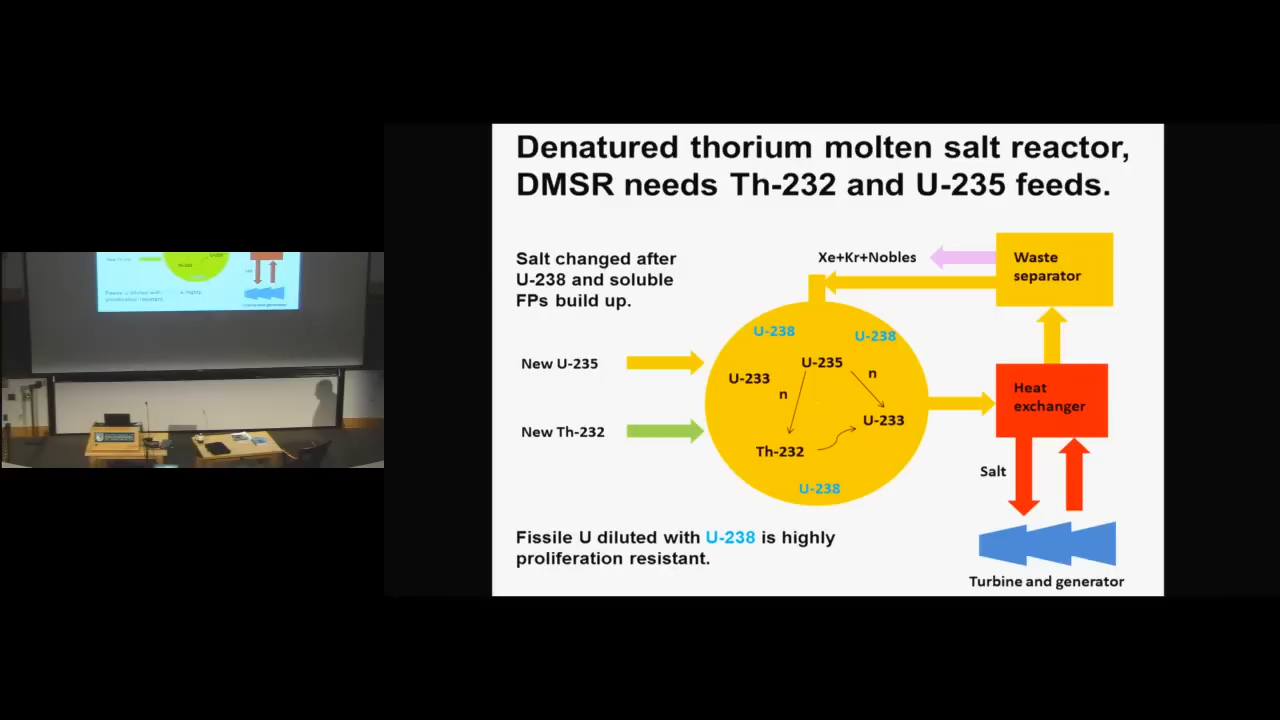 Denatured thorium molten salt reactor,
DMSR needs Th-232 and U-235 feeds.
Salt changed after
U-238 and soluble
FPs build up.
Xe+Kr+Nobles
Waste
separator
New U-235
New Th-232
U-238
U-238
U-235
U-233
n
n
U-233
Th-232
U-238
Heat
exchanger
Salt
Turbine and generator
Fissile U diluted with U-238 is highly
proliferation resistant.